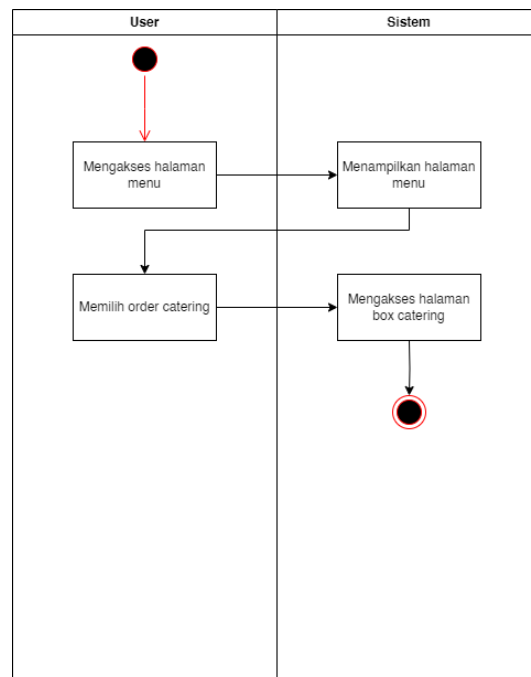 User
Sistem
Mengakses halaman
menu
Menampilkan halaman
menu
Memilih order catering
Mengakses halaman
box catering